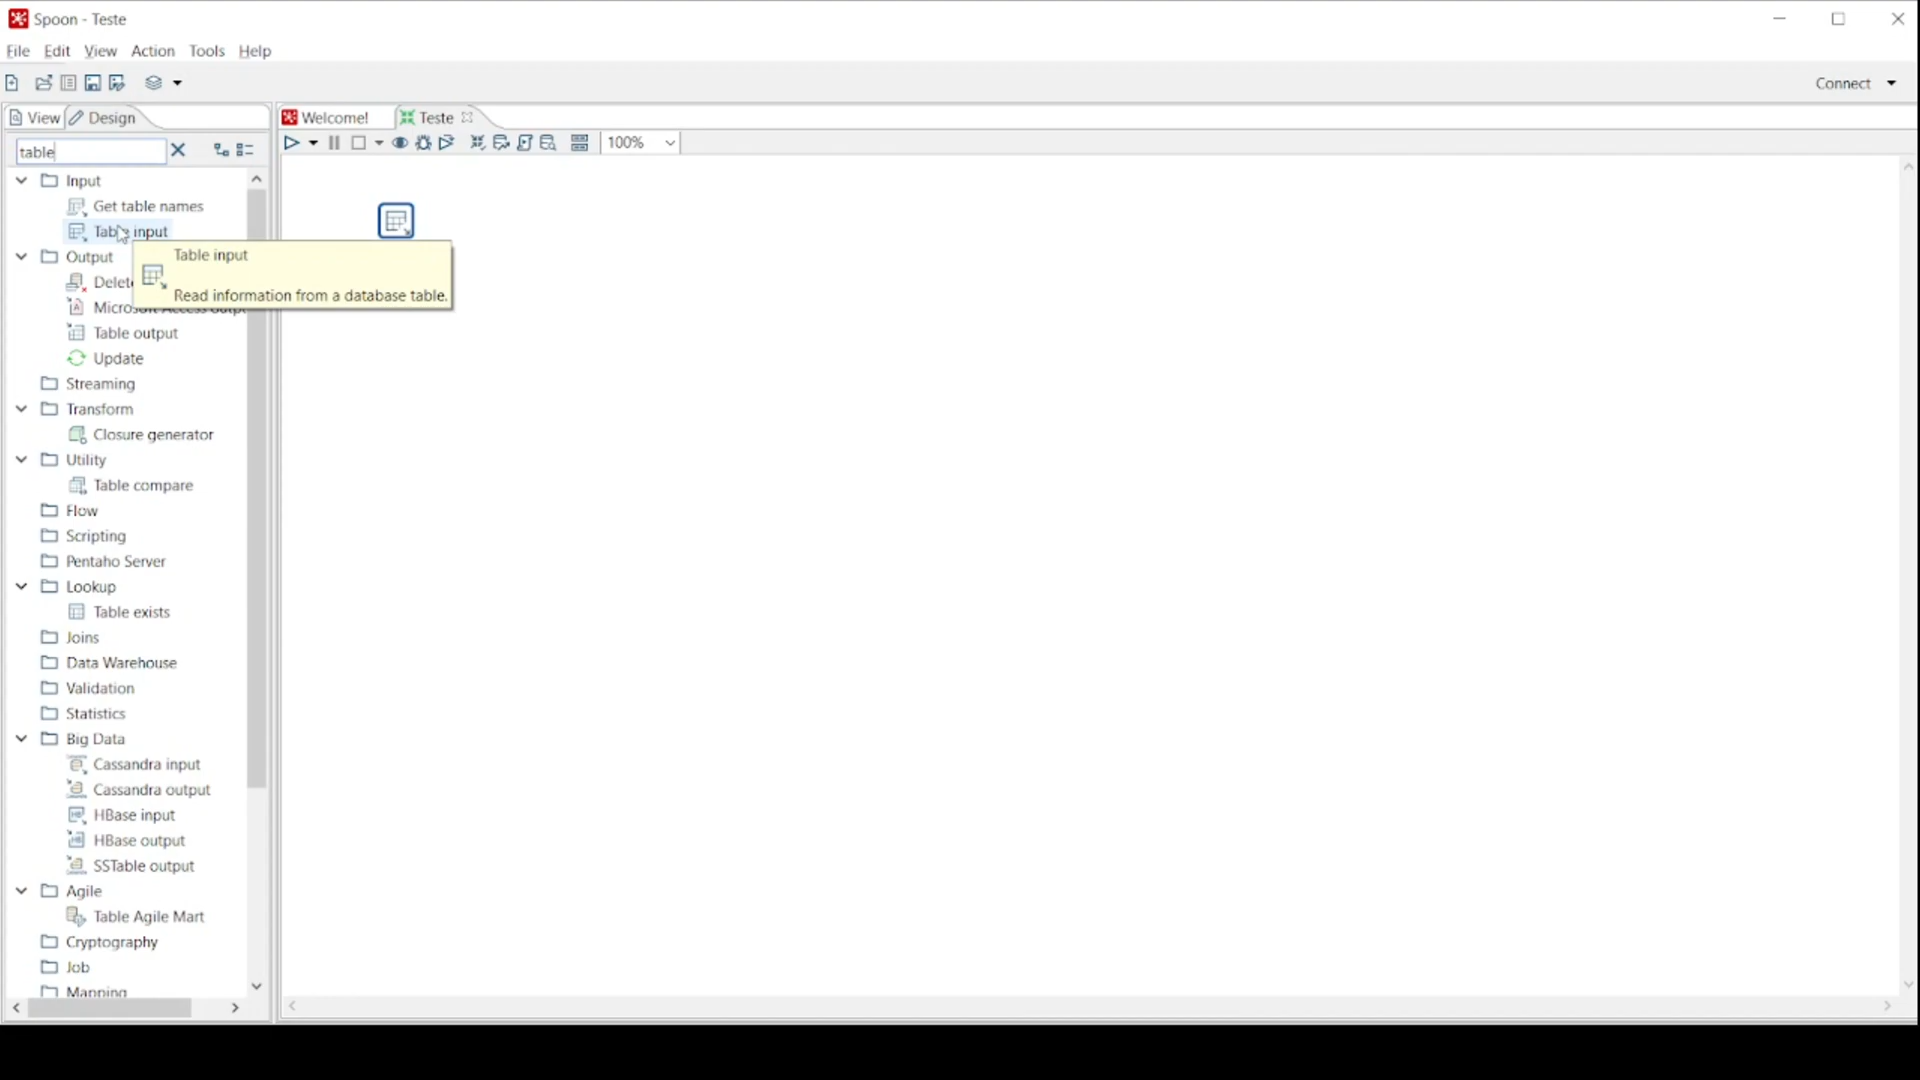 Spoon - Teste
File Edit View Action Tools Help
Connect
View Design
Welcome! Teste
table
100%
Input
Get table names
Table input
Table input
Read information from a database table.
Output
Delete
Table output
Update
Streaming
Transform
Closure generator
Utility
Table compare
Flow
Scripting
Pentaho Server
Lookup
Table exists
Joins
Data Warehouse
Validation
Statistics
Big Data
Cassandra input
Cassandra output
HBase input
HBase output
SSTable output
Agile
Table Agile Mart
Cryptography
Job
Mapping